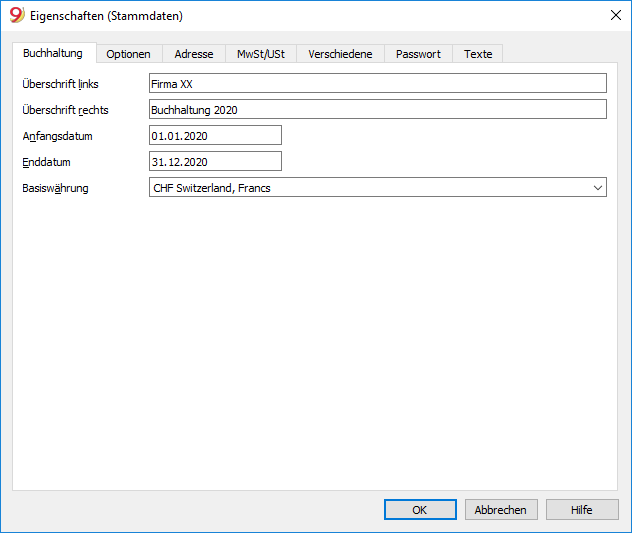 9 Eigenschaften (Stammdaten)
Buchhaltung Optionen Adresse MwSt/USt Verschiedene Passwort Texte
Überschrift links Firma XX
Überschrift rechts Buchhaltung 2020
Anfangsdatum 01.01.2020
Enddatum 31.12.2020
Basiswährung CHF Switzerland, Francs
OK Abbrechen Hilfe